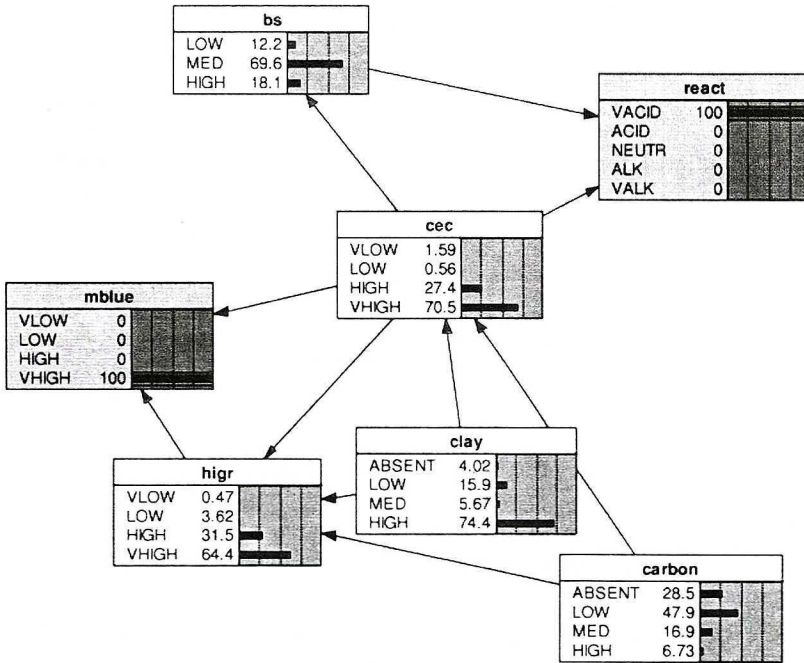 bs
LOW 12.2
MED 69.6
HIGH 18.1
react
VACID 100
ACID 0
NEUTR 0
ALK 0
VALK 0
cec
VLOW 1.59
LOW 0.56
HIGH 27.4
VHIGH 70.5
mblue
VLOW 0
LOW 0
HIGH 0
VHIGH 100
clay
ABSENT 4.02
LOW 15.9
MED 5.67
HIGH 74.4
higr
VLOW 0.47
LOW 3.62
HIGH 31.5
VHIGH 64.4
carbon
ABSENT 28.5
LOW 47.9
MED 16.9
HIGH 6.73